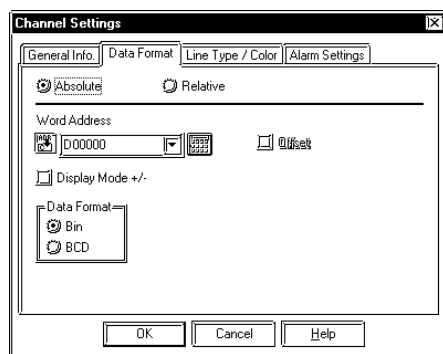 Channel Settings
General Info. Data Format Line Type / Color Alarm Settings
Absolute Relative
Word Address
D00000 Offset
Display Mode +/-
Data Format
Bin
BCD
OK Cancel Help